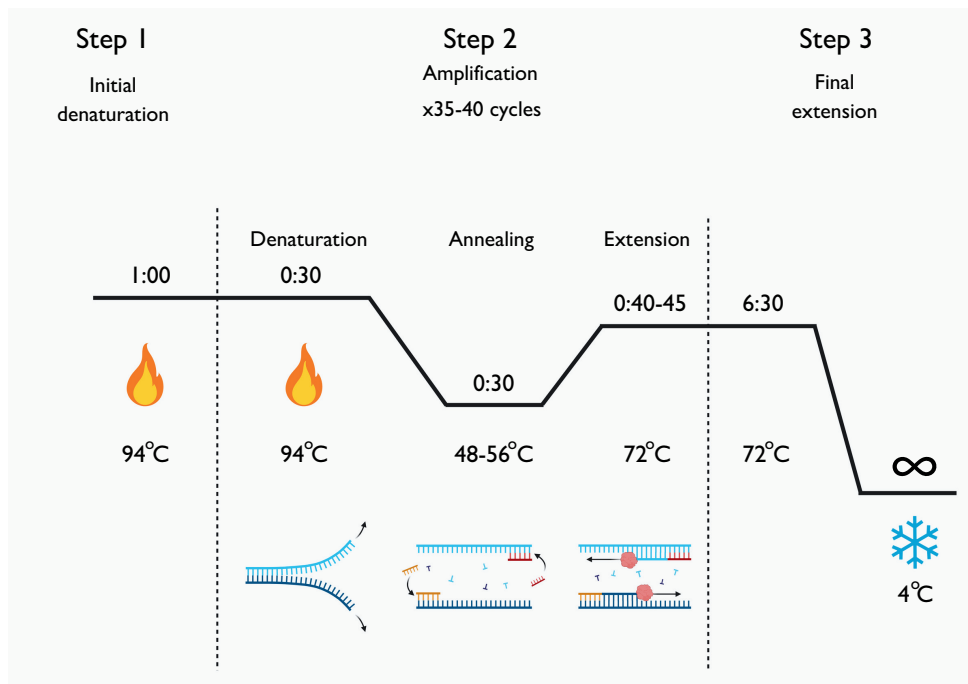 Step 1
Initial
denaturation
Step 2
Amplification
x35-40 cycles
Step 3
Final
extension
Denaturation
Annealing
Extension
1:00
0:30
0:30
0:40-45
6:30
94°C
94°C
48-56°C
72°C
72°C
∞
4°C